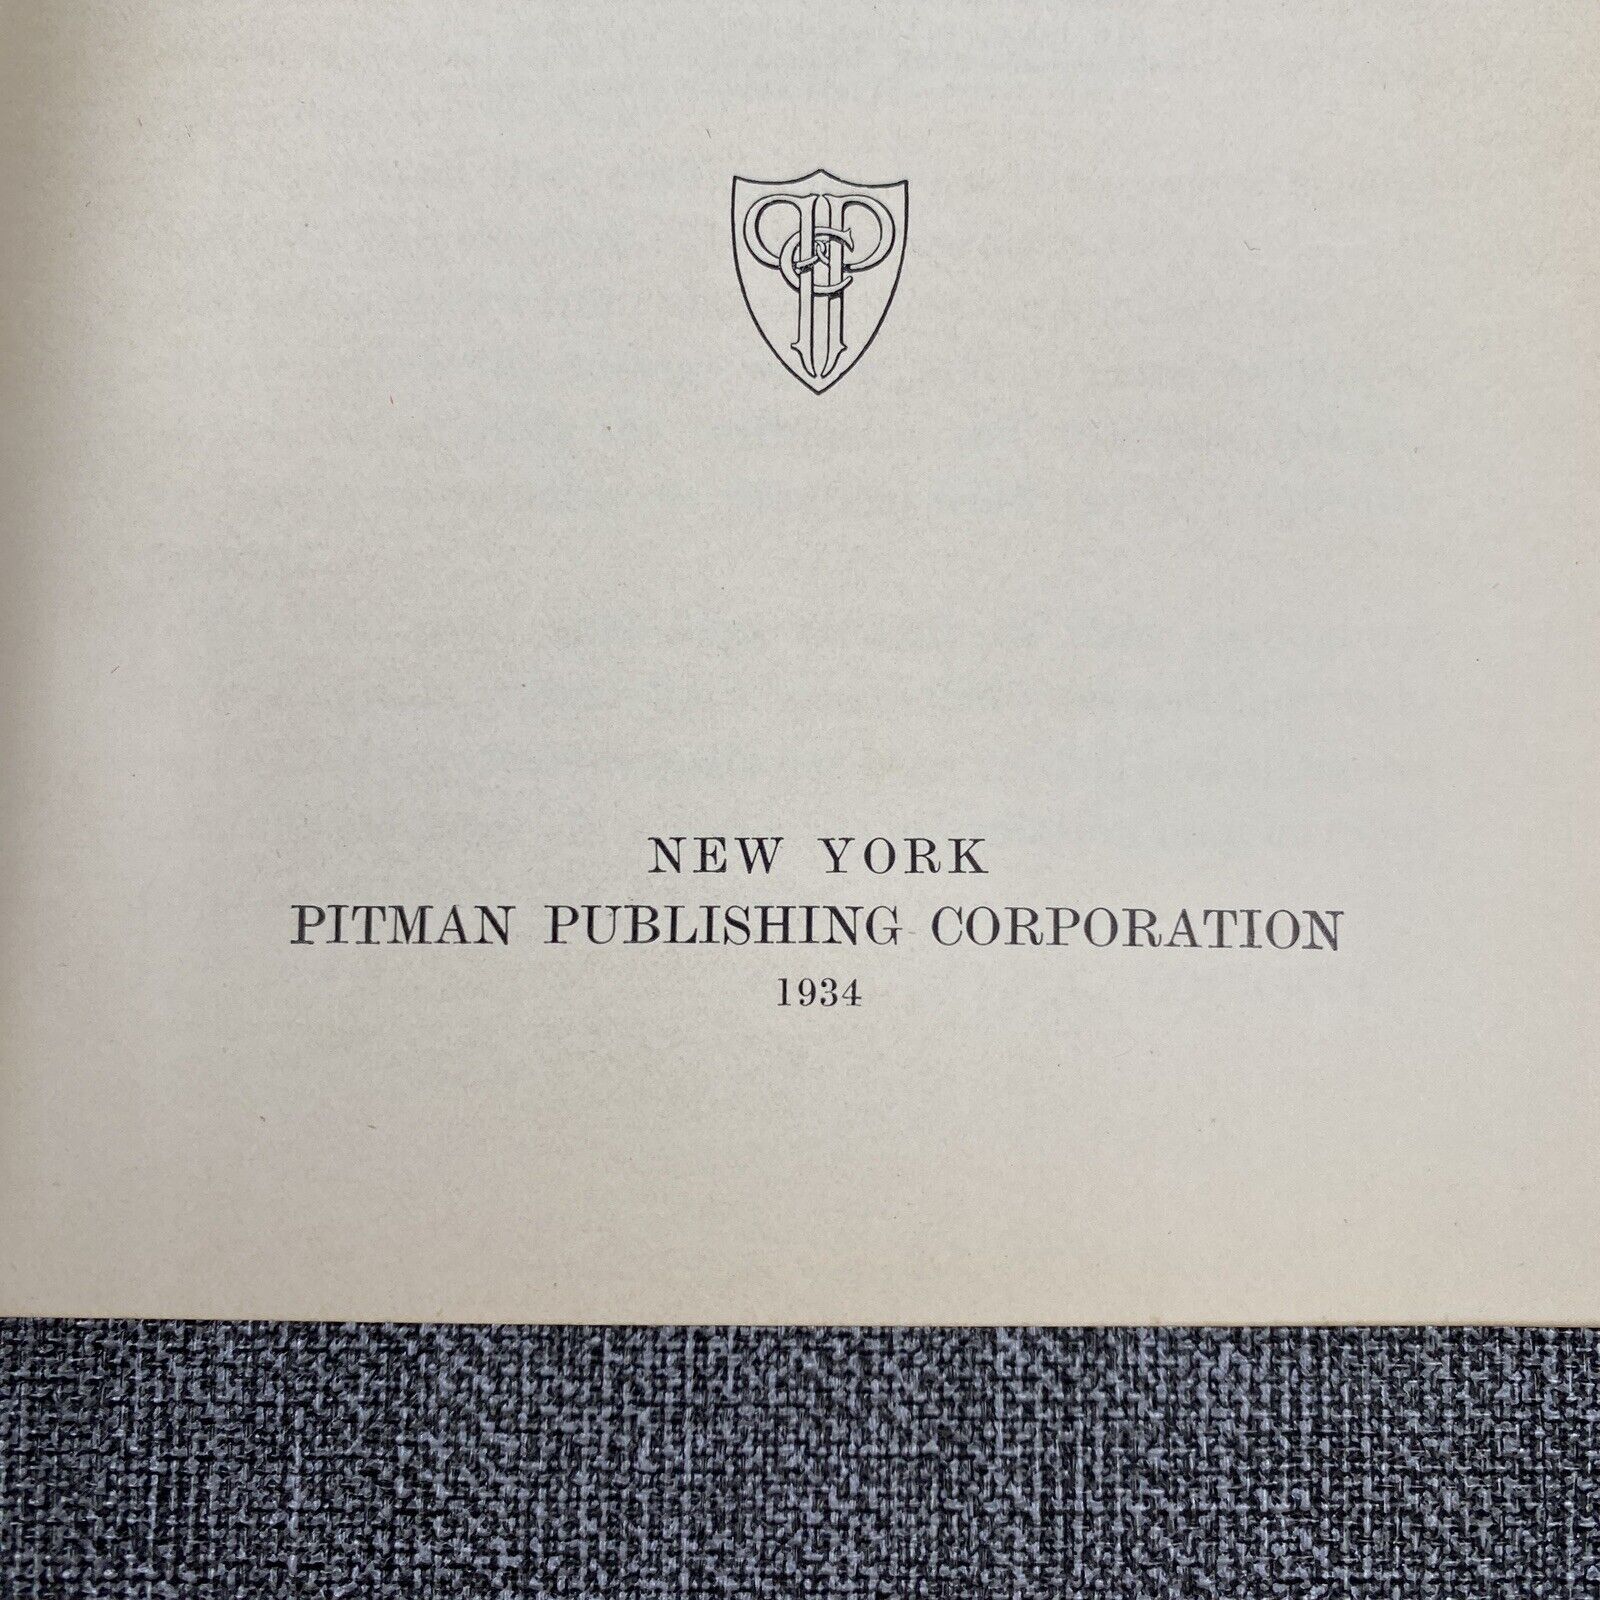 NEW YORK
PITMAN PUBLISHING CORPORATION
1934